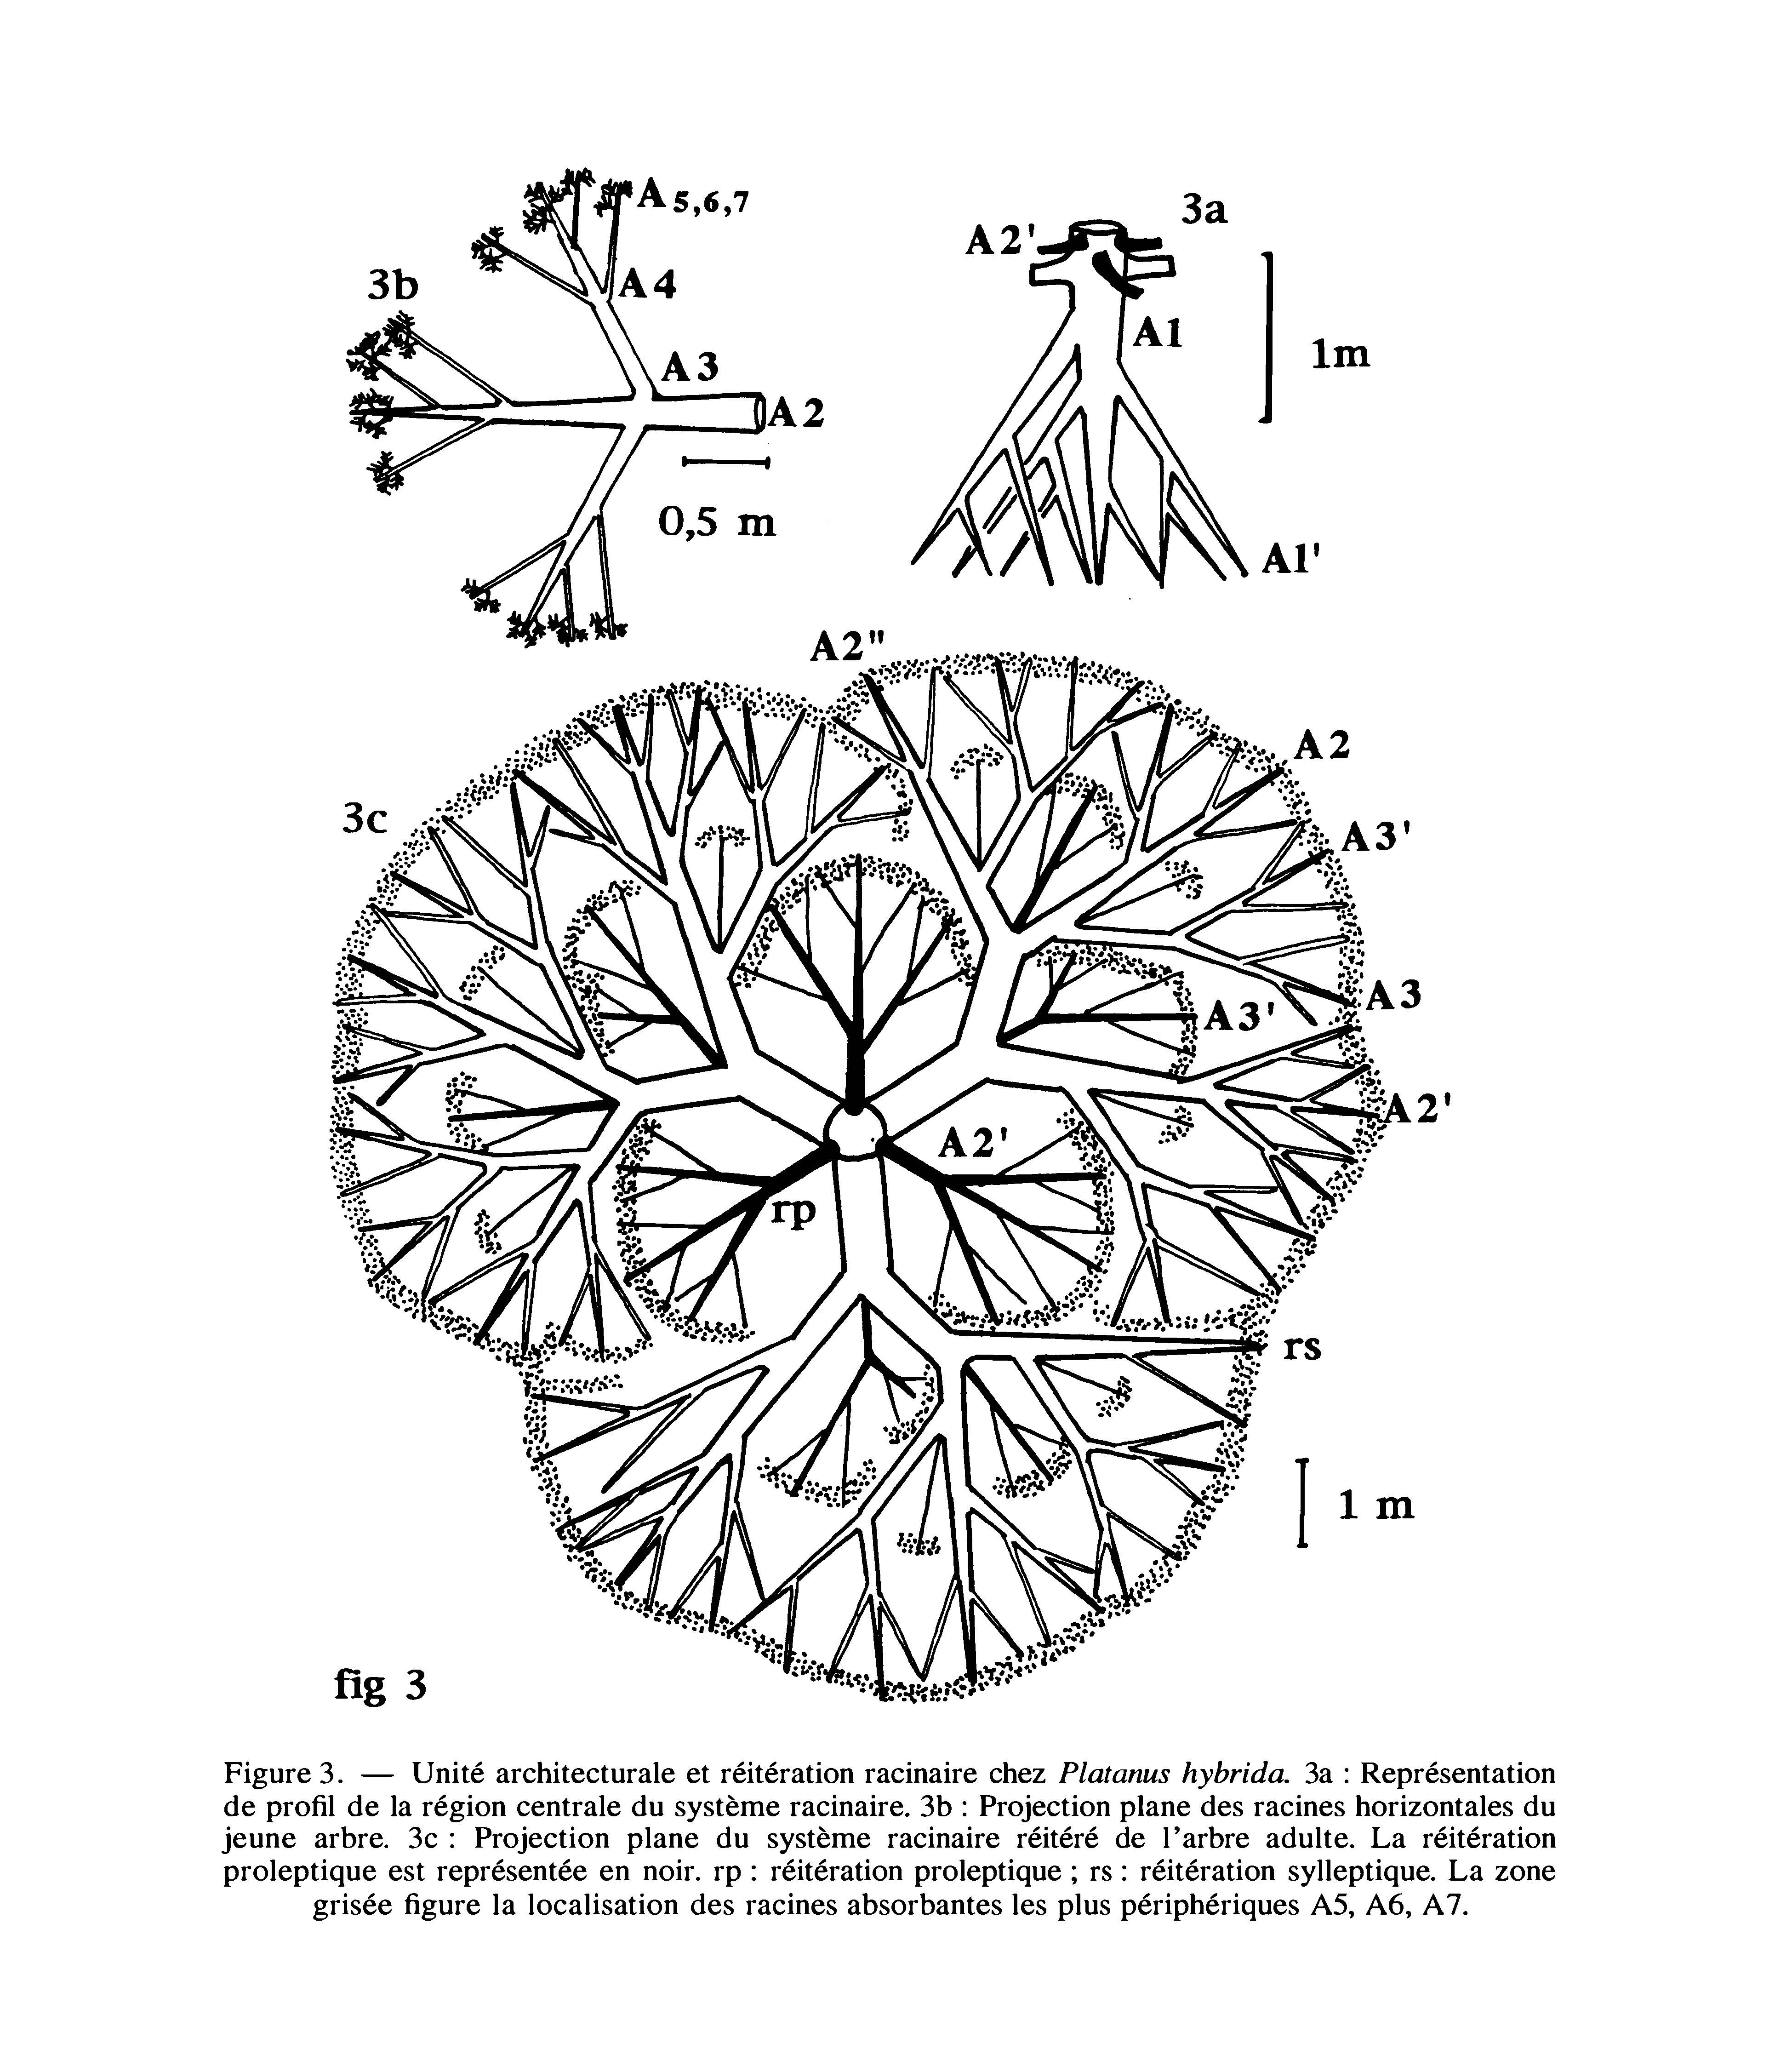 A 5,6,7
3a
A2'
3b
A4
A1
1m
A3
A2
0,5 m
A1'
A2"
A2
3c
A3'
A3
A3'
A2'
A2'
rp
rs
1 m
fig 3
Figure 3. — Unité architecturale et réitération racinaire chez Platanus hybrida. 3a : Représentation
de profil de la région centrale du système racinaire. 3b : Projection plane des racines horizontales du
jeune arbre. 3c : Projection plane du système racinaire réitéré de l'arbre adulte. La réitération
proleptique est représentée en noir. rp : réitération proleptique ; rs : réitération sylleptique. La zone
grisée figure la localisation des racines absorbantes les plus périphériques A5, A6, A7.